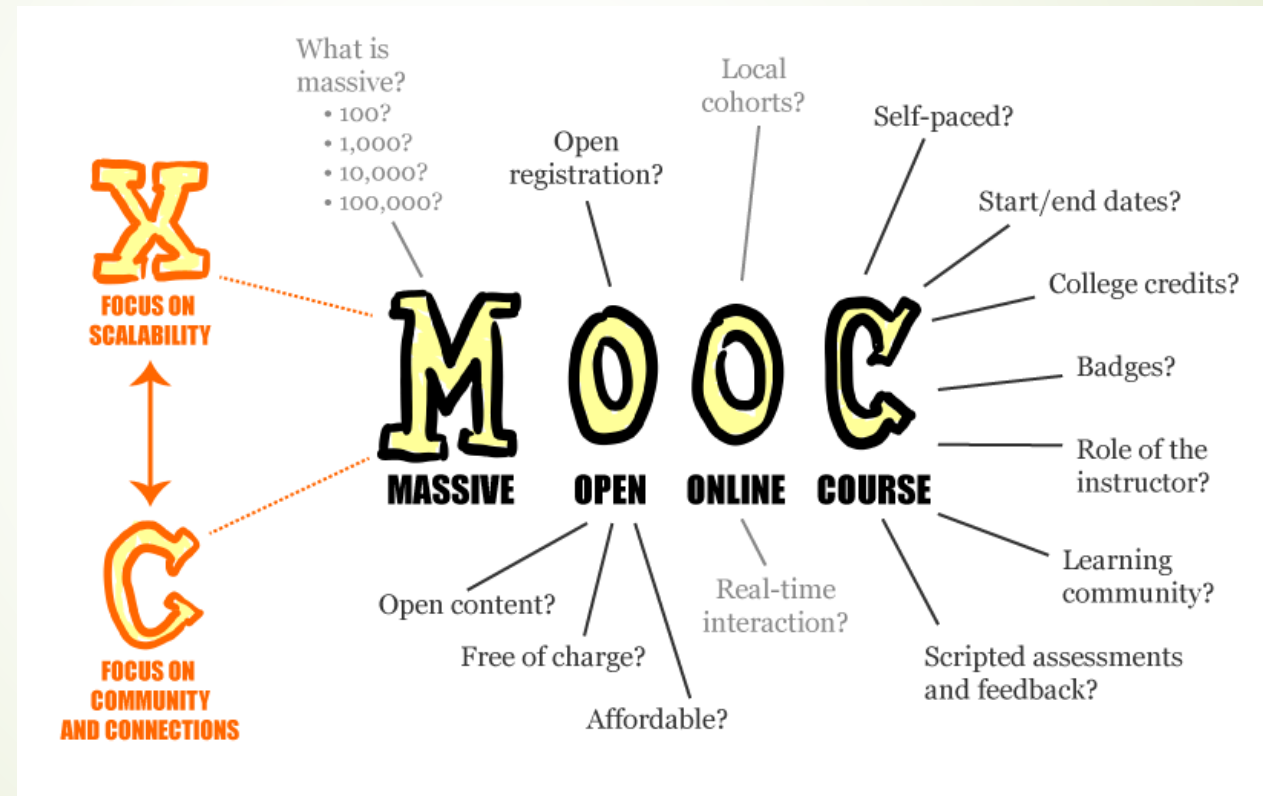 What is
massive?
• 100?
• 1,000?
• 10,000?
• 100,000?
Open
registration?
Local
cohorts?
Self-paced?
Start/end dates?
College credits?
Badges?
Role of the
instructor?
Learning
community?
Scripted assessments
and feedback?
X
FOCUS ON
SCALABILITY
C
FOCUS ON
COMMUNITY
AND CONNECTIONS
MOOC
MASSIVE OPEN ONLINE COURSE
Open content?
Free of charge?
Affordable?
Real-time
interaction?